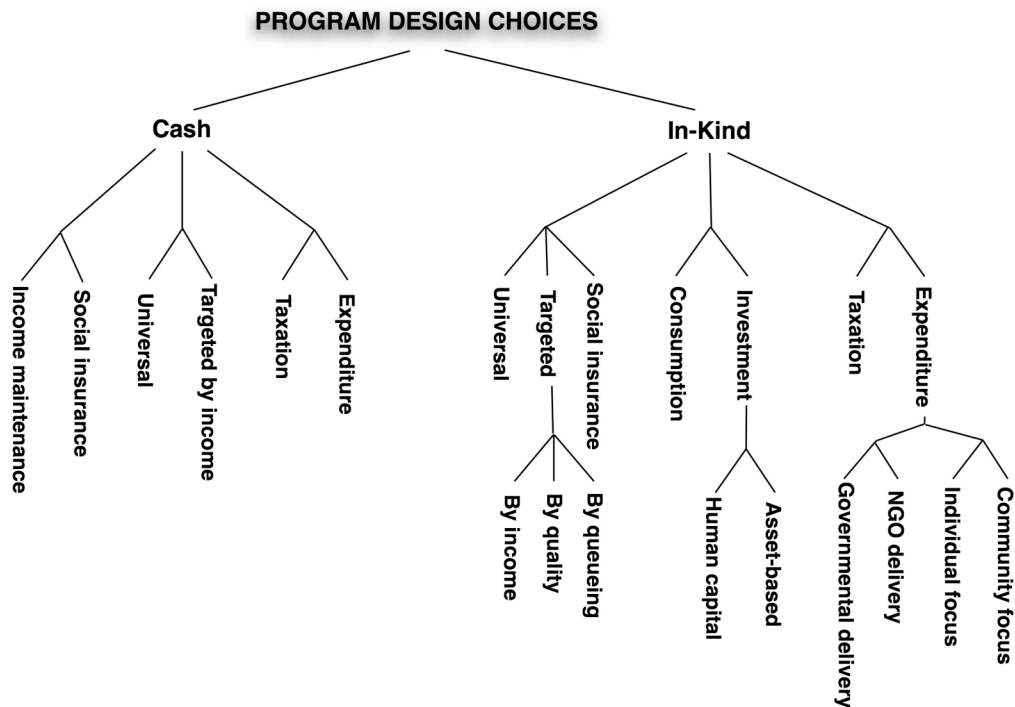 PROGRAM DESIGN CHOICES
Cash
In-Kind
Income maintenance
Social insurance
Universal
Targeted by income
Taxation
Expenditure
Universal
Targeted
Social insurance
Consumption
Investment
Taxation
Expenditure
By income
By quality
By queueing
Human capital
Asset-based
Governmental delivery
NGO delivery
Individual focus
Community focus